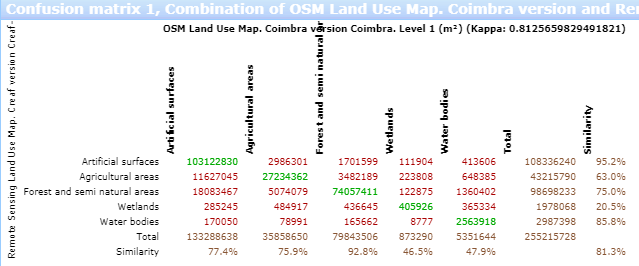 Confusion matrix 1, Combination of OSM Land Use Map. Coimbra version and Rer
OSM Land Use Map. Coimbra version Coimbra. Level 1 (m²) (Kappa: 0.8125659829491821)
Remote Sensing Land Use Map. Creaf version Creaf-
Artificial surfaces Agricultural areas Forest and semi natural ar Wetlands Water bodies Total Similarity
Artificial surfaces 103122830 2986301 1701599 111904 413606 108336240 95.2%
Agricultural areas 11627045 27234362 3482189 223808 648385 43215790 63.0%
Forest and semi natural areas 18083467 5074079 74057411 122875 1360402 98698233 75.0%
Wetlands 285245 484917 436645 405926 365334 1978068 20.5%
Water bodies 170050 78991 165662 8777 2563918 2987398 85.8%
Total 133288638 35858650 79843506 873290 5351644 255215728
Similarity 77.4% 75.9% 92.8% 46.5% 47.9% 81.3%